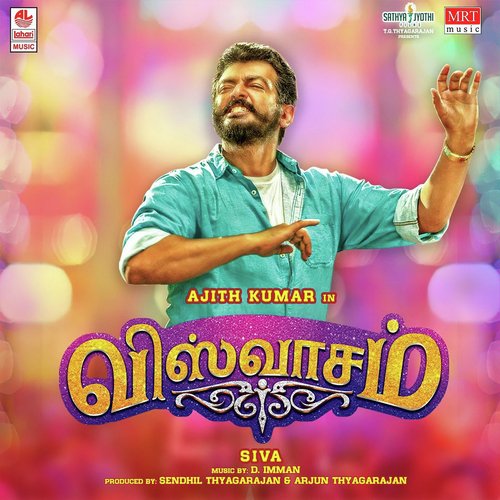 lahari
MUSIC
SATHYA JYOTHI
FILMS
T.G. THYAGARAJAN
PRESENTS
MRT
music
AJITH KUMAR IN
விஸ்வாசம்
SIVA
MUSIC BY: D. IMMAN
PRODUCED BY: SENDHIL THYAGARAJAN & ARJUN THYAGARAJAN